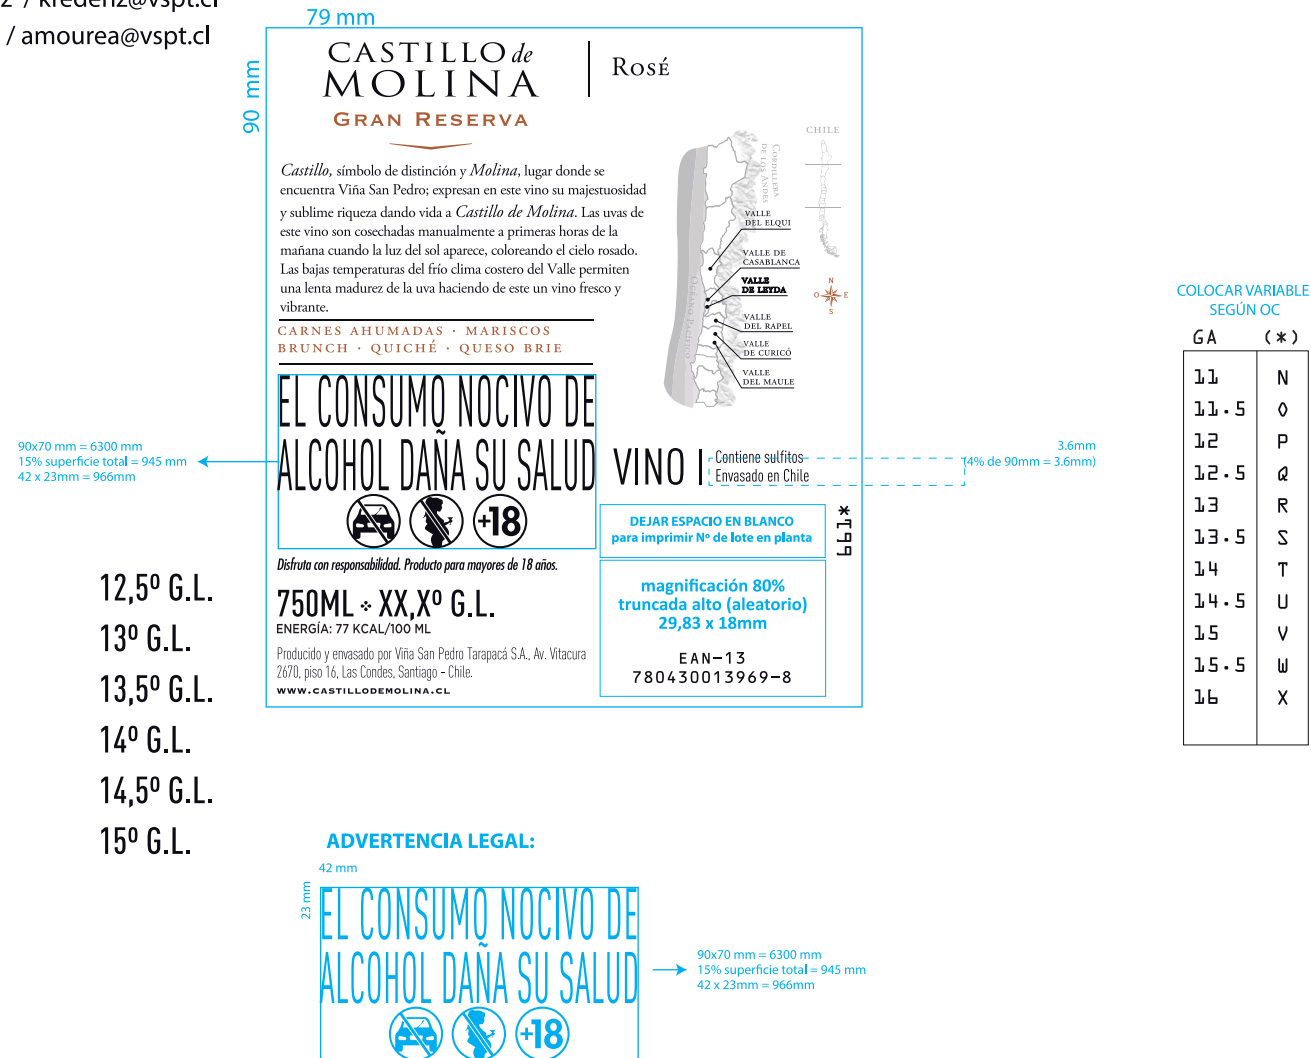 / kredenz@vspt.cl
/ amourea@vspt.cl
79 mm
90 mm
CASTILLO de
MOLINA
GRAN RESERVA
Rosé
Castillo, símbolo de distinción y Molina, lugar donde se
encuentra Viña San Pedro; expresan en este vino su majestuosidad
y sublime riqueza dando vida a Castillo de Molina. Las uvas de
este vino son cosechadas manualmente a primeras horas de la
mañana cuando la luz del sol aparece, coloreando el cielo rosado.
Las bajas temperaturas del frío clima costero del Valle permiten
una lenta madurez de la uva haciendo de este un vino fresco y
vibrante.
CARNES AHUMADAS · MARISCOS
BRUNCH · QUICHÉ · QUESO BRIE
CHILE
CORDILLERA
DE LOS ANDES
OCÉANO PACÍFICO
VALLE
DEL ELQUI
VALLE DE
CASABLANCA
VALLE
DE LEYDA
VALLE
DEL RAPEL
VALLE
DE CURICÓ
VALLE
DEL MAULE
N
O
E
S
EL CONSUMO NOCIVO DE
ALCOHOL DAÑA SU SALUD
+18
90x70 mm = 6300 mm
15% superficie total = 945 mm
42 x 23mm = 966mm
VINO
Contiene sulfitos
Envasado en Chile
3.6mm
(4% de 90mm = 3.6mm)
DEJAR ESPACIO EN BLANCO
para imprimir Nº de lote en planta
661*
Disfruta con responsabilidad. Producto para mayores de 18 años.
750ML XX,Xº G.L.
ENERGÍA: 77 KCAL/100 ML
Producido y envasado por Viña San Pedro Tarapacá S.A., Av. Vitacura
2670, piso 16, Las Condes, Santiago - Chile.
WWW.CASTILLODEMOLINA.CL
magnificación 80%
truncada alto (aleatorio)
29,83 x 18mm
EAN-13
780430013969-8
12,5º G.L.
13º G.L.
13,5º G.L.
14º G.L.
14,5º G.L.
15º G.L.
COLOCAR VARIABLE
SEGÚN OC
GA (*)
11 N
11.5 O
12 P
12.5 Q
13 R
13.5 S
14 T
14.5 U
15 V
15.5 W
16 X
ADVERTENCIA LEGAL:
42 mm
23 mm
EL CONSUMO NOCIVO DE
ALCOHOL DAÑA SU SALUD
+18
90x70 mm = 6300 mm
15% superficie total = 945 mm
42 x 23mm = 966mm